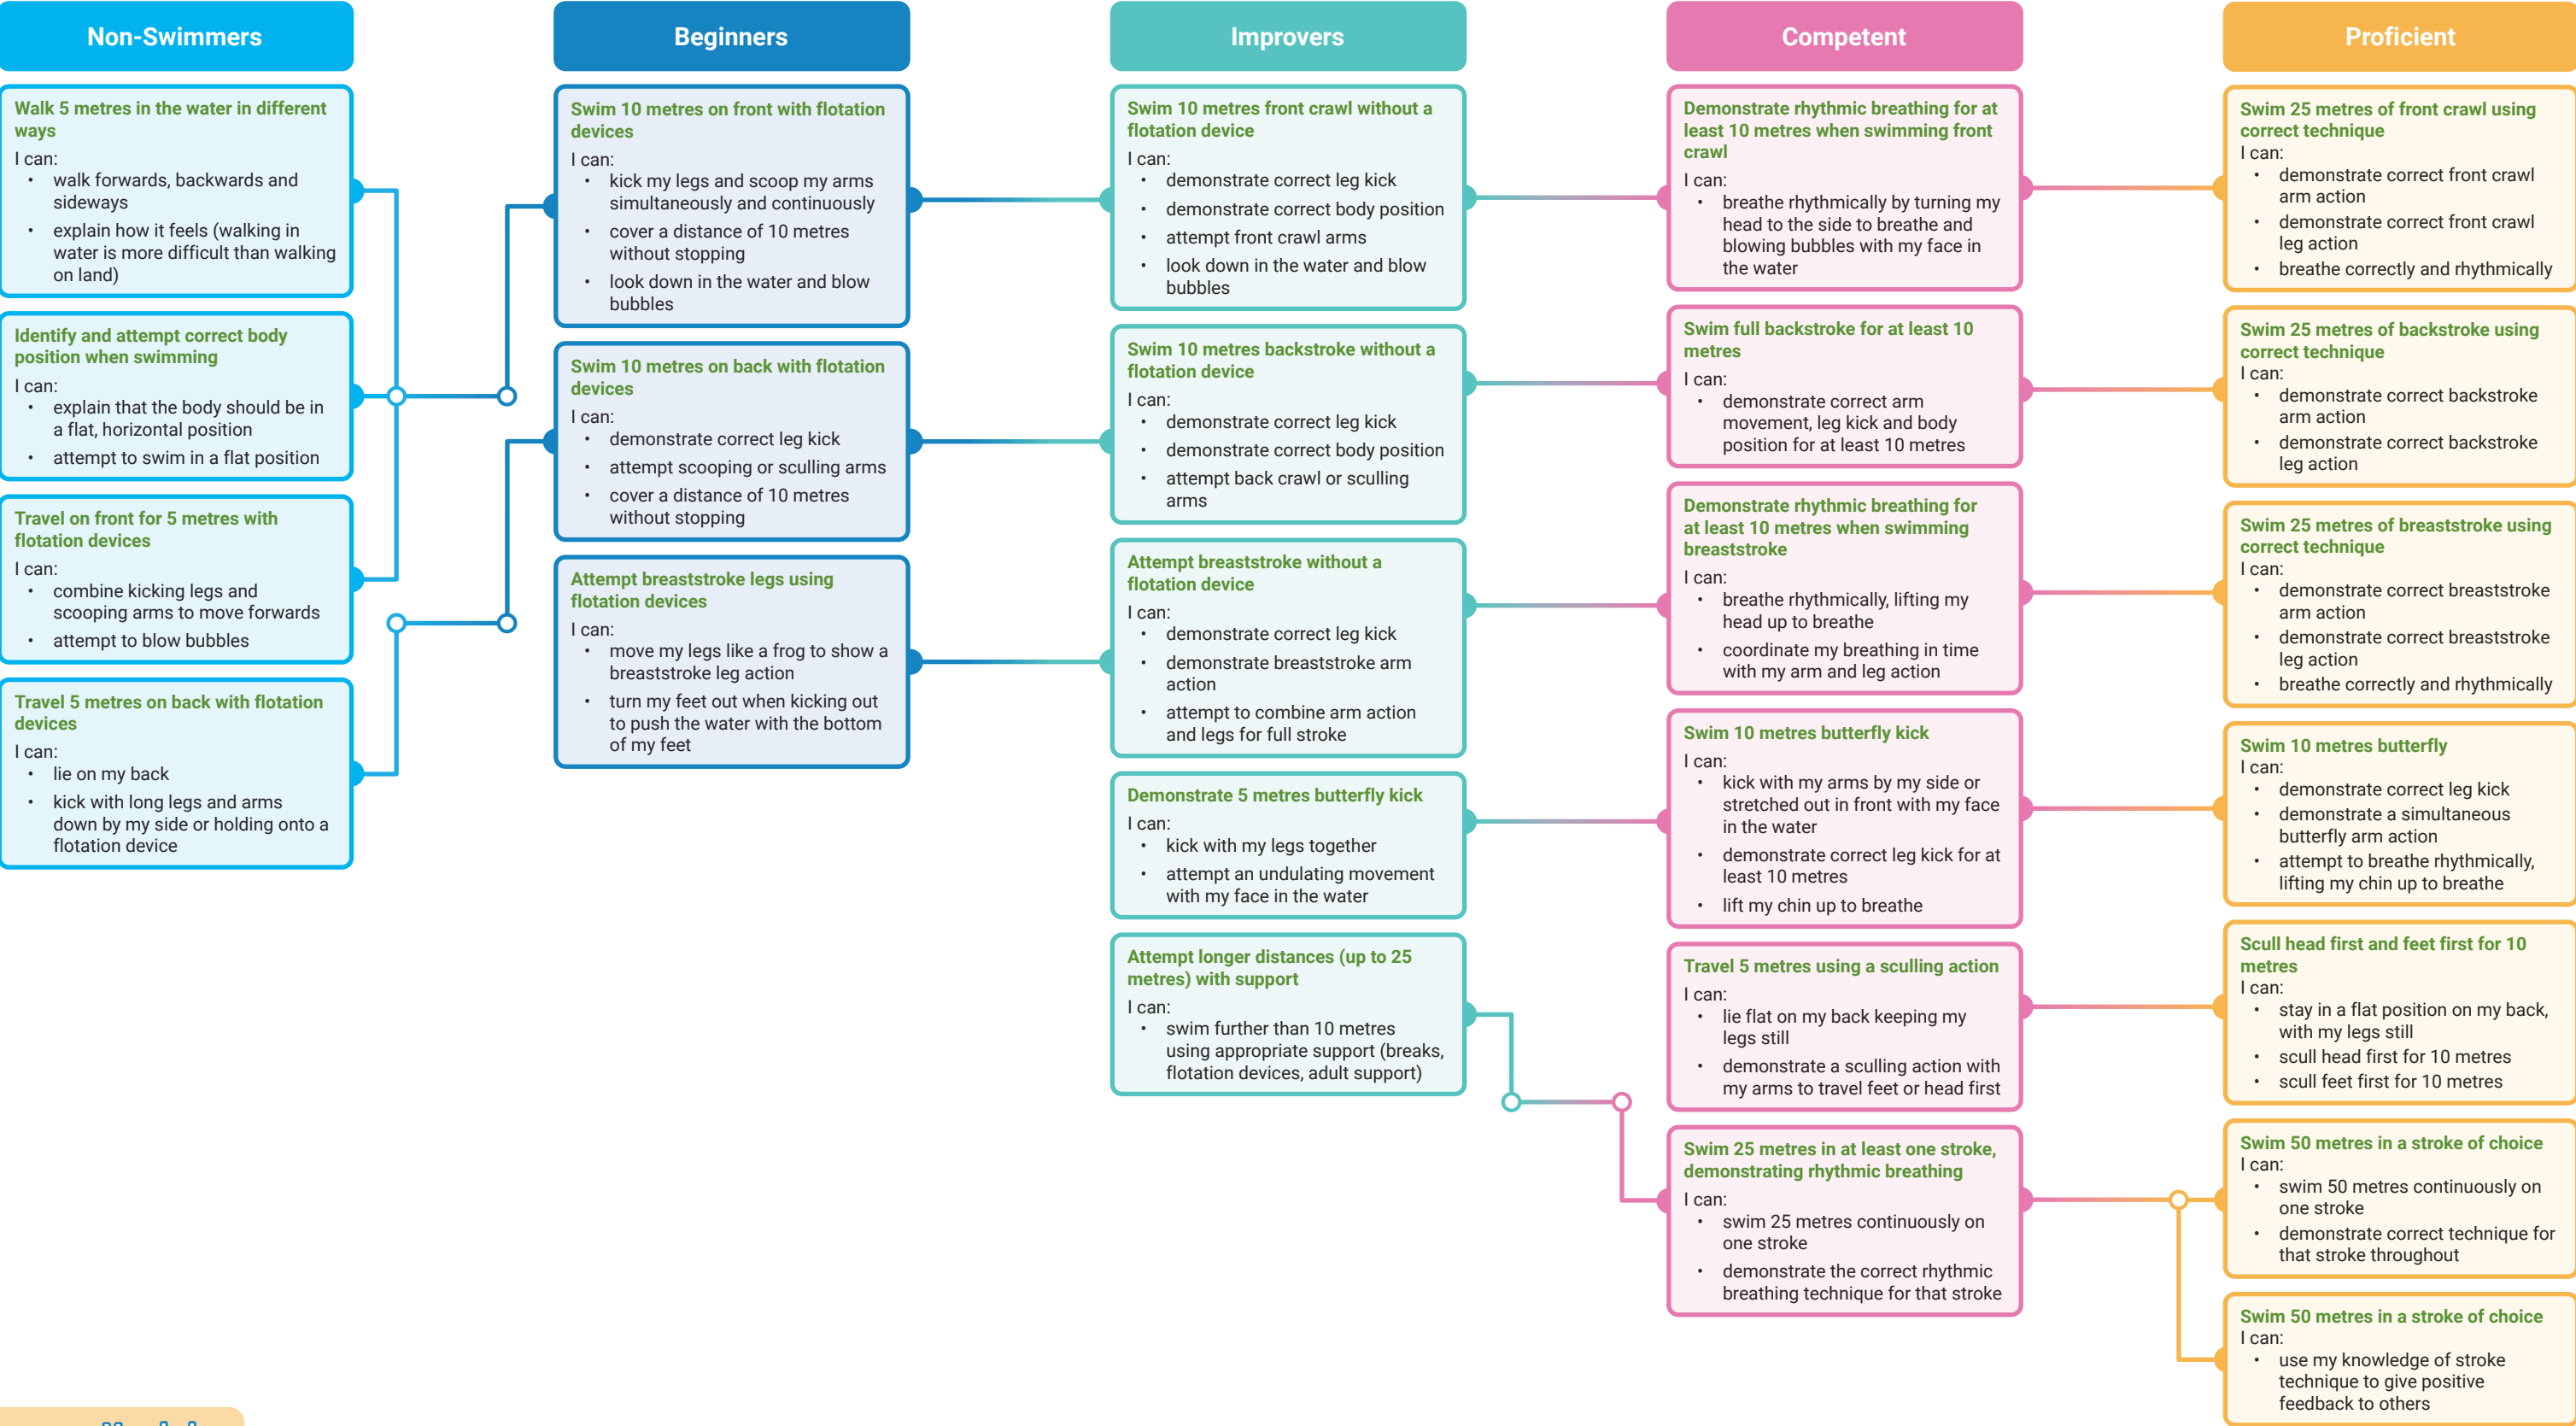 Non-Swimmers
Walk 5 metres in the water in different
ways
I can:
• walk forwards, backwards and
sideways
• explain how it feels (walking in
water is more difficult than walking
on land)
Identify and attempt correct body
position when swimming
I can:
• explain that the body should be in
a flat, horizontal position
• attempt to swim in a flat position
Travel on front for 5 metres with
flotation devices
I can:
• combine kicking legs and
scooping arms to move forwards
• attempt to blow bubbles
Travel 5 metres on back with flotation
devices
I can:
• lie on my back
• kick with long legs and arms
down by my side or holding onto a
flotation device
Beginners
Swim 10 metres on front with flotation
devices
I can:
• kick my legs and scoop my arms
simultaneously and continuously
• cover a distance of 10 metres
without stopping
• look down in the water and blow
bubbles
Swim 10 metres on back with flotation
devices
I can:
• demonstrate correct leg kick
• attempt scooping or sculling arms
• cover a distance of 10 metres
without stopping
Attempt breaststroke legs using
flotation devices
I can:
• move my legs like a frog to show a
breaststroke leg action
• turn my feet out when kicking out
to push the water with the bottom
of my feet
Improvers
Swim 10 metres front crawl without a
flotation device
I can:
• demonstrate correct leg kick
• demonstrate correct body position
• attempt front crawl arms
• look down in the water and blow
bubbles
Swim 10 metres backstroke without a
flotation device
I can:
• demonstrate correct leg kick
• demonstrate correct body position
• attempt back crawl or sculling
arms
Attempt breaststroke without a
flotation device
I can:
• demonstrate correct leg kick
• demonstrate breaststroke arm
action
• attempt to combine arm action
and legs for full stroke
Demonstrate 5 metres butterfly kick
I can:
• kick with my legs together
• attempt an undulating movement
with my face in the water
Attempt longer distances (up to 25
metres) with support
I can:
• swim further than 10 metres
using appropriate support (breaks,
flotation devices, adult support)
Competent
Demonstrate rhythmic breathing for at
least 10 metres when swimming front
crawl
I can:
• breathe rhythmically by turning my
head to the side to breathe and
blowing bubbles with my face in
the water
Swim full backstroke for at least 10
metres
I can:
• demonstrate correct arm
movement, leg kick and body
position for at least 10 metres
Demonstrate rhythmic breathing for
at least 10 metres when swimming
breaststroke
I can:
• breathe rhythmically, lifting my
head up to breathe
• coordinate my breathing in time
with my arm and leg action
Swim 10 metres butterfly kick
I can:
• kick with my arms by my side or
stretched out in front with my face
in the water
• demonstrate correct leg kick for at
least 10 metres
• lift my chin up to breathe
Travel 5 metres using a sculling action
I can:
• lie flat on my back keeping my
legs still
• demonstrate a sculling action with
my arms to travel feet or head first
Swim 25 metres in at least one stroke,
demonstrating rhythmic breathing
I can:
• swim 25 metres continuously on
one stroke
• demonstrate the correct rhythmic
breathing technique for that stroke
Proficient
Swim 25 metres of front crawl using
correct technique
I can:
• demonstrate correct front crawl
arm action
• demonstrate correct front crawl
leg action
• breathe correctly and rhythmically
Swim 25 metres of backstroke using
correct technique
I can:
• demonstrate correct backstroke
arm action
• demonstrate correct backstroke
leg action
Swim 25 metres of breaststroke using
correct technique
I can:
• demonstrate correct breaststroke
arm action
• demonstrate correct breaststroke
leg action
• breathe correctly and rhythmically
Swim 10 metres butterfly
I can:
• demonstrate correct leg kick
• demonstrate a simultaneous
butterfly arm action
• attempt to breathe rhythmically,
lifting my chin up to breathe
Scull head first and feet first for 10
metres
I can:
• stay in a flat position on my back,
with my legs still
• scull head first for 10 metres
• scull feet first for 10 metres
Swim 50 metres in a stroke of choice
I can:
• swim 50 metres continuously on
one stroke
• demonstrate correct technique for
that stroke throughout
Swim 50 metres in a stroke of choice
I can:
• use my knowledge of stroke
technique to give positive
feedback to others